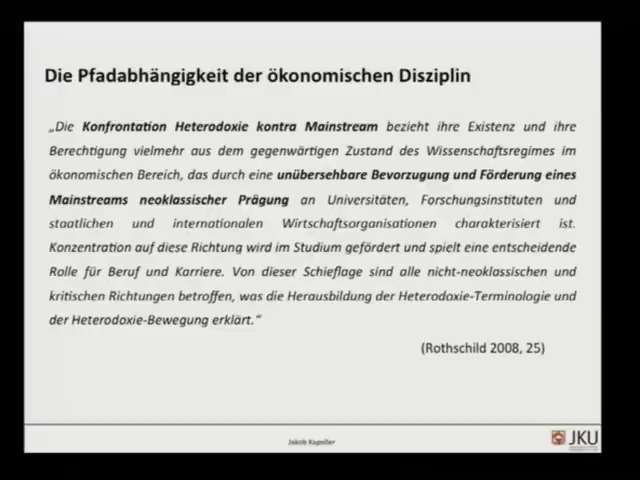 Die Pfadabhängigkeit der ökonomischen Disziplin
„Die Konfrontation Heterodoxie kontra Mainstream bezieht ihre Existenz und ihre
Berechtigung vielmehr aus dem gegenwärtigen Zustand des Wissenschaftsregimes im
ökonomischen Bereich, das durch eine unübersehbare Bevorzugung und Förderung eines
Mainstreams neoklassischer Prägung an Universitäten, Forschungsinstituten und
staatlichen und internationalen Wirtschaftsorganisationen charakterisiert ist.
Konzentration auf diese Richtung wird im Studium gefördert und spielt eine entscheidende
Rolle für Beruf und Karriere. Von dieser Schieflage sind alle nicht-neoklassischen und
kritischen Richtungen betroffen, was die Herausbildung der Heterodoxie-Terminologie und
der Heterodoxie-Bewegung erklärt.“
(Rothschild 2008, 25)
Jakob Kapeller
JKU